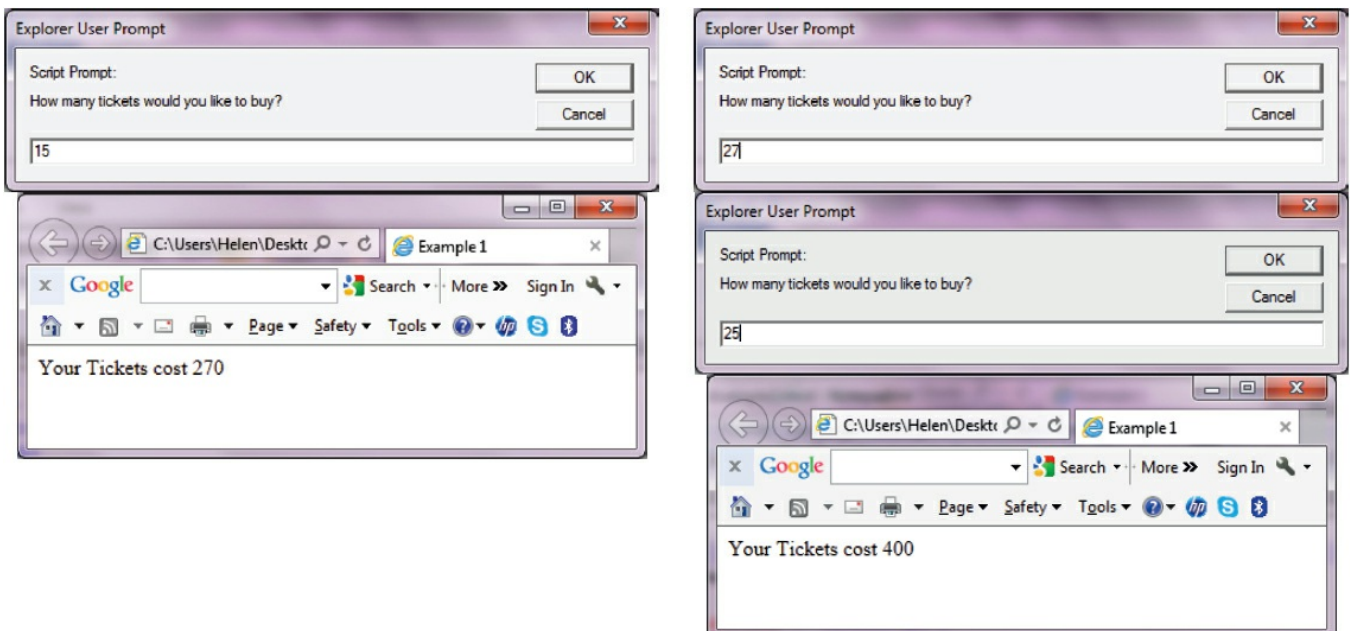 Explorer User Prompt
Script Prompt:
OK
How many tickets would you like to buy?
Cancel
15
C:\Users\Helen\Deskt
Example 1
x Google
Search
More »
Sign In
Page
Safety
Tools
Your Tickets cost 270
Explorer User Prompt
Script Prompt:
OK
How many tickets would you like to buy?
Cancel
27
Explorer User Prompt
Script Prompt:
OK
How many tickets would you like to buy?
Cancel
25
C:\Users\Helen\Deskt
Example 1
x Google
Search
More »
Sign In
Page
Safety
Tools
Your Tickets cost 400